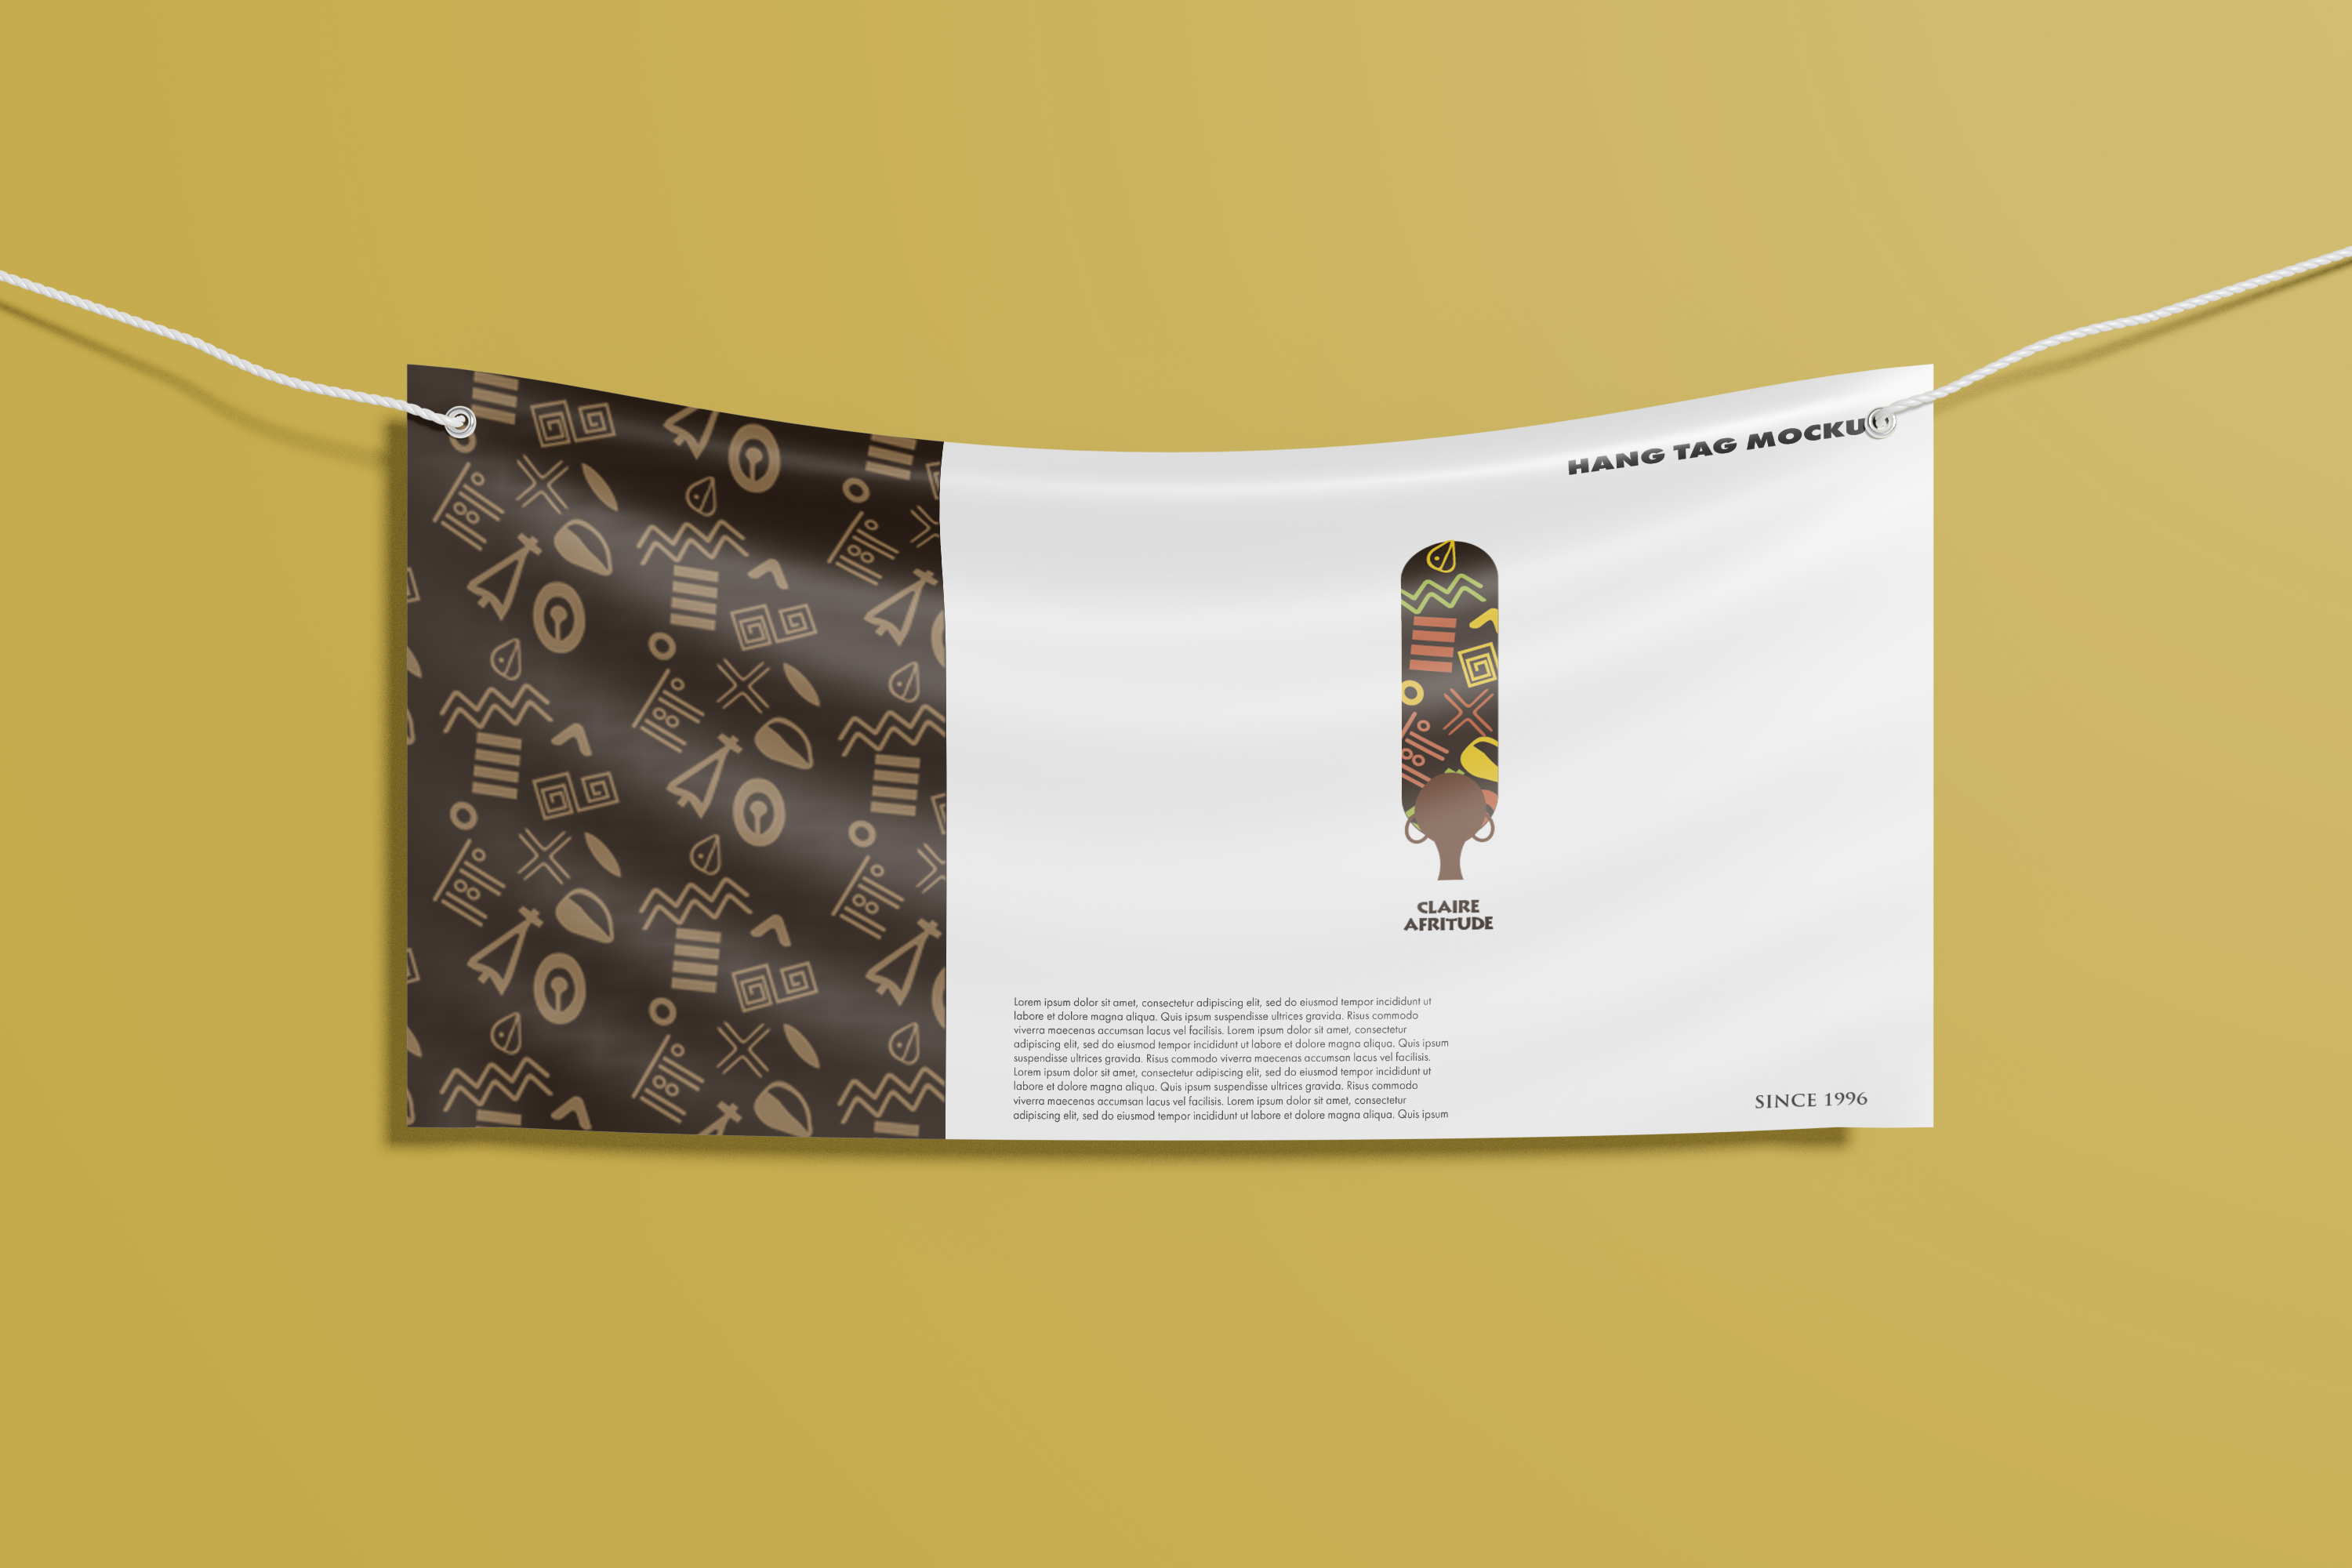 HANG TAG MOCKU
CLAIRE
AFRITUDE
Lorem ipsum dolor sit amet, consectetur adipiscing elit, sed do eiusmod tempor incididunt ut
labore et dolore magna aliqua. Quis ipsum suspendisse ultrices gravida. Risus commodo
viverra maecenas accumsan lacus vel facilisis. Lorem ipsum dolor sit amet, consectetur
adipiscing elit, sed do eiusmod tempor incididunt ut labore et dolore magna aliqua. Quis ipsum
suspendisse ultrices gravida. Risus commodo viverra maecenas accumsan lacus vel facilisis.
Lorem ipsum dolor sit amet, consectetur adipiscing elit, sed do eiusmod tempor incididunt ut
labore et dolore magna aliqua. Quis ipsum suspendisse ultrices gravida. Risus commodo
viverra maecenas accumsan lacus vel facilisis. Lorem ipsum dolor sit amet, consectetur
adipiscing elit, sed do eiusmod tempor incididunt ut labore et dolore magna aliqua. Quis ipsum
SINCE 1996